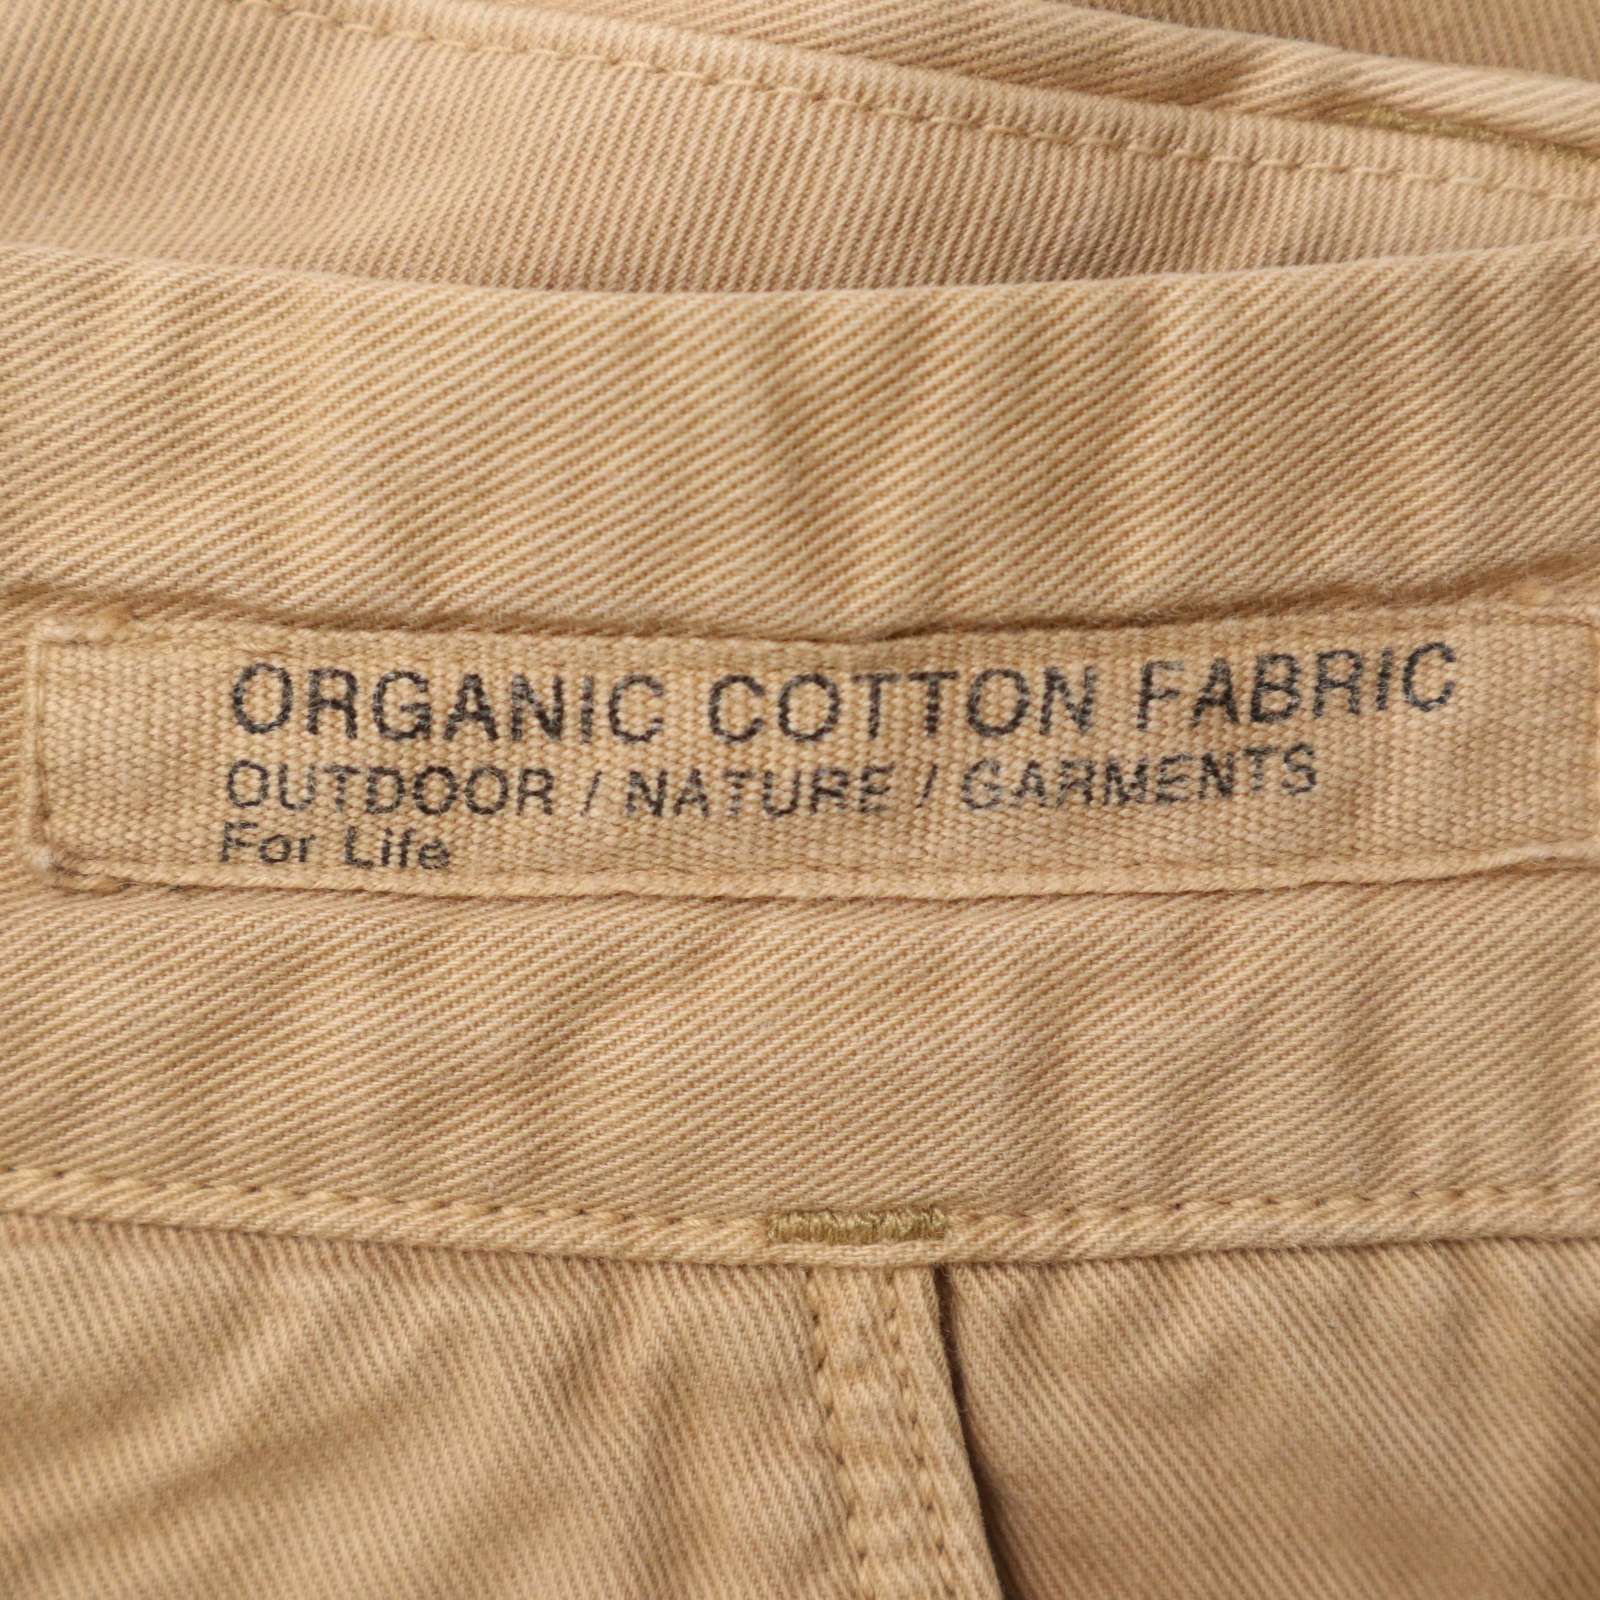 ORGANIC COTTON FABRIC
OUTDOOR / NATURE / GARMENTS
For Life